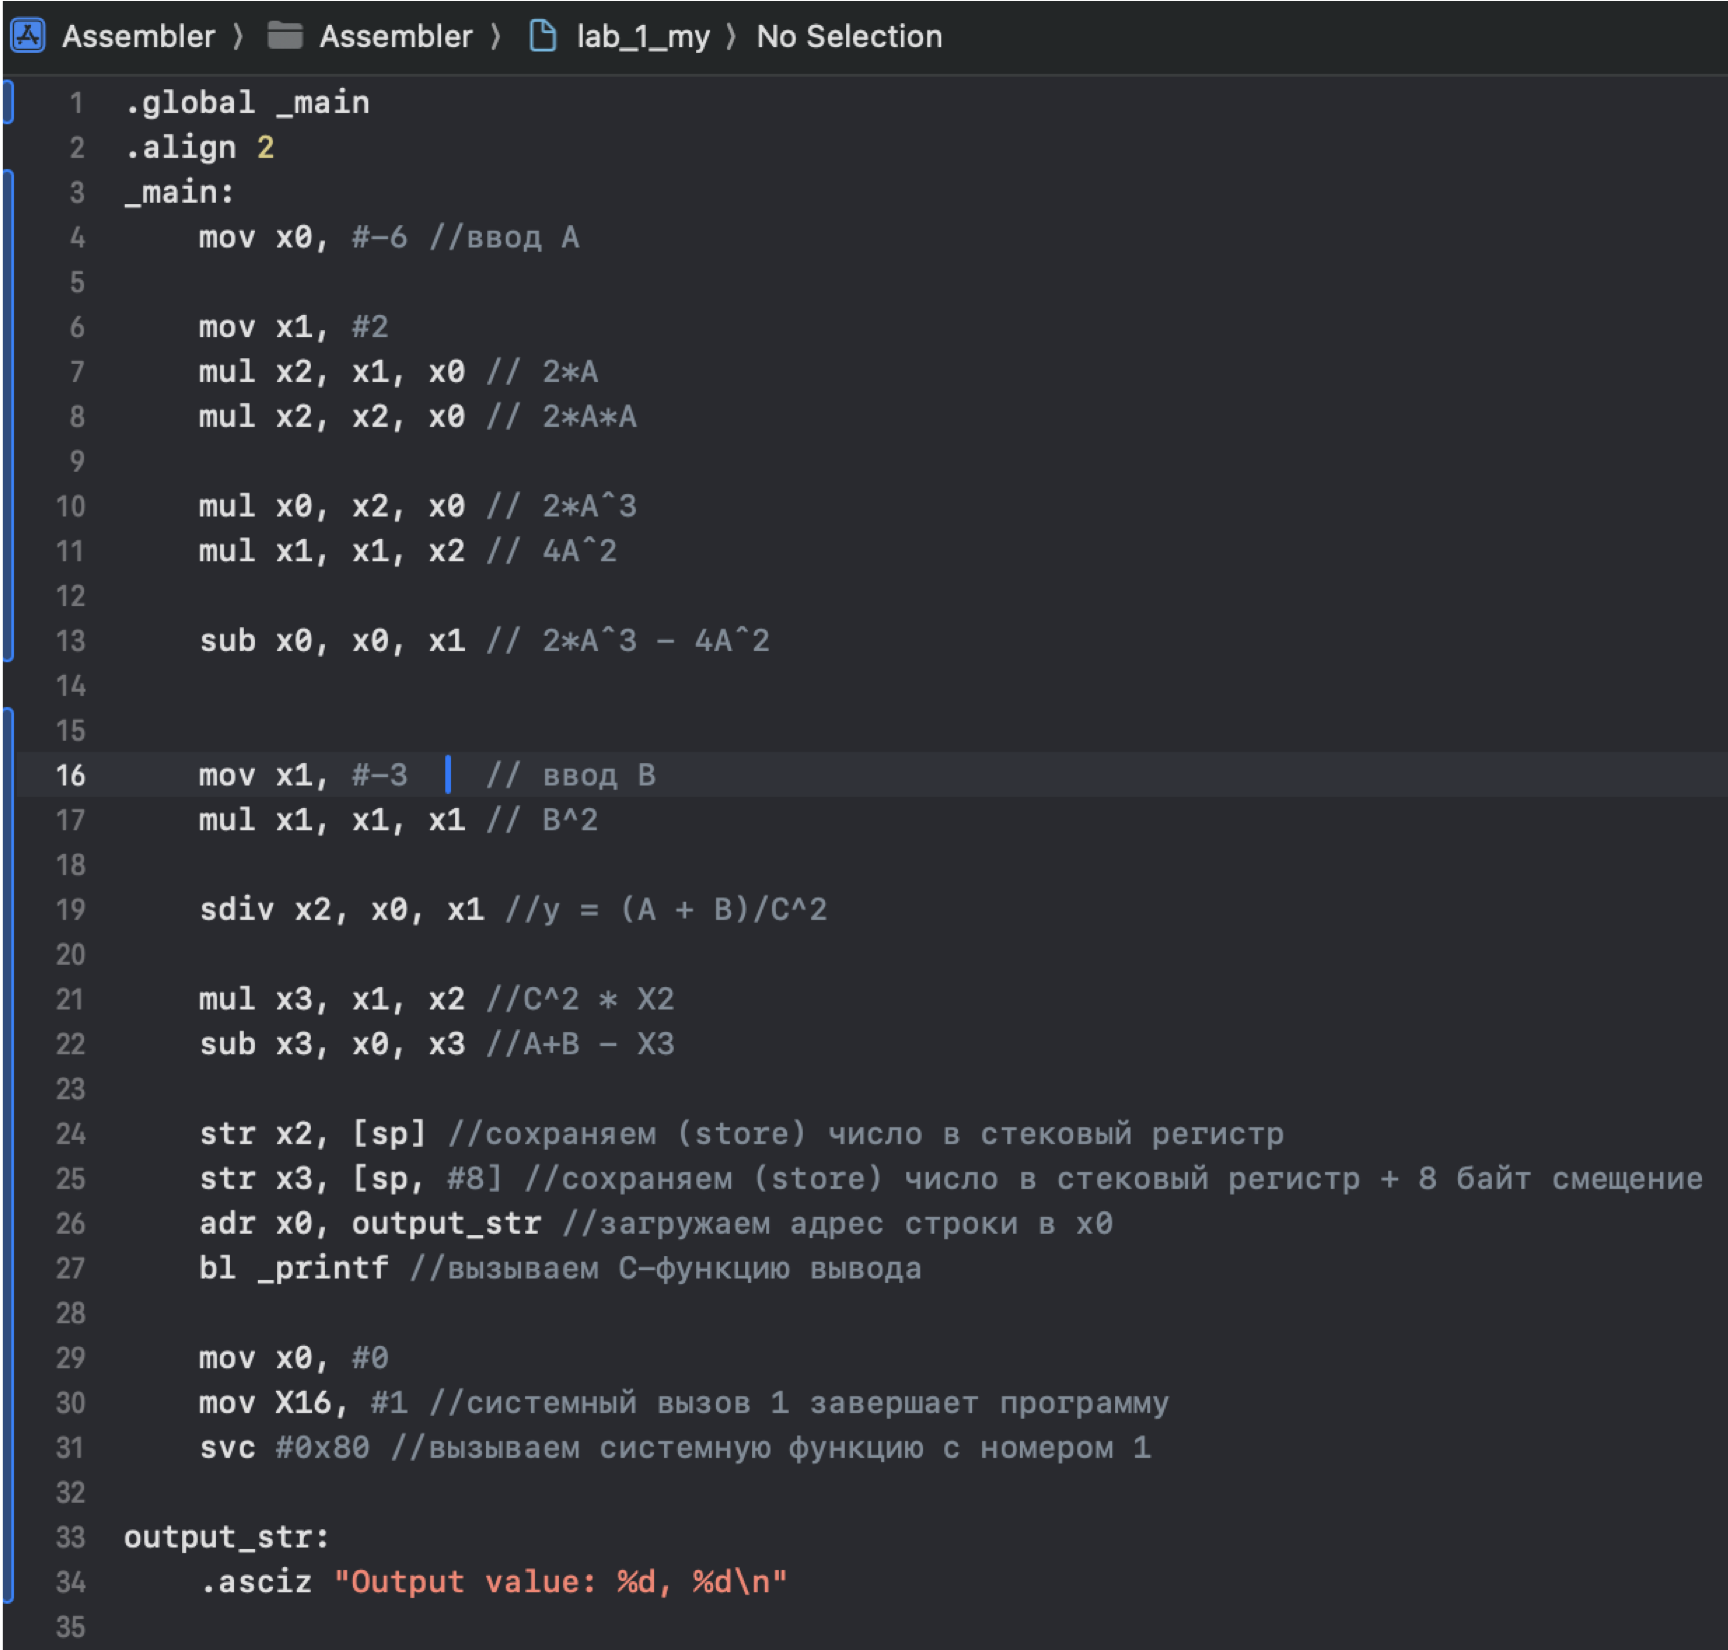 Assembler 〉 Assembler 〉 lab_1_my 〉 No Selection
1 .global _main
2 .align 2
3 _main:
4 mov x0, #-6 //ввод A
5
6 mov x1, #2
7 mul x2, x1, x0 // 2*A
8 mul x2, x2, x0 // 2*A*A
9
10 mul x0, x2, x0 // 2*A^3
11 mul x1, x1, x2 // 4A^2
12
13 sub x0, x0, x1 // 2*A^3 - 4A^2
14
15
16 mov x1, #-3 // ввод B
17 mul x1, x1, x1 // B^2
18
19 sdiv x2, x0, x1 //y = (A + B)/C^2
20
21 mul x3, x1, x2 //C^2 * X2
22 sub x3, x0, x3 //A+B - X3
23
24 str x2, [sp] //сохраняем (store) число в стековый регистр
25 str x3, [sp, #8] //сохраняем (store) число в стековый регистр + 8 байт смещение
26 adr x0, output_str //загружаем адрес строки в x0
27 bl _printf //вызываем C-функцию вывода
28
29 mov x0, #0
30 mov X16, #1 //системный вызов 1 завершает программу
31 svc #0x80 //вызываем системную функцию с номером 1
32
33 output_str:
34 .asciz "Output value: %d, %d\n"
35